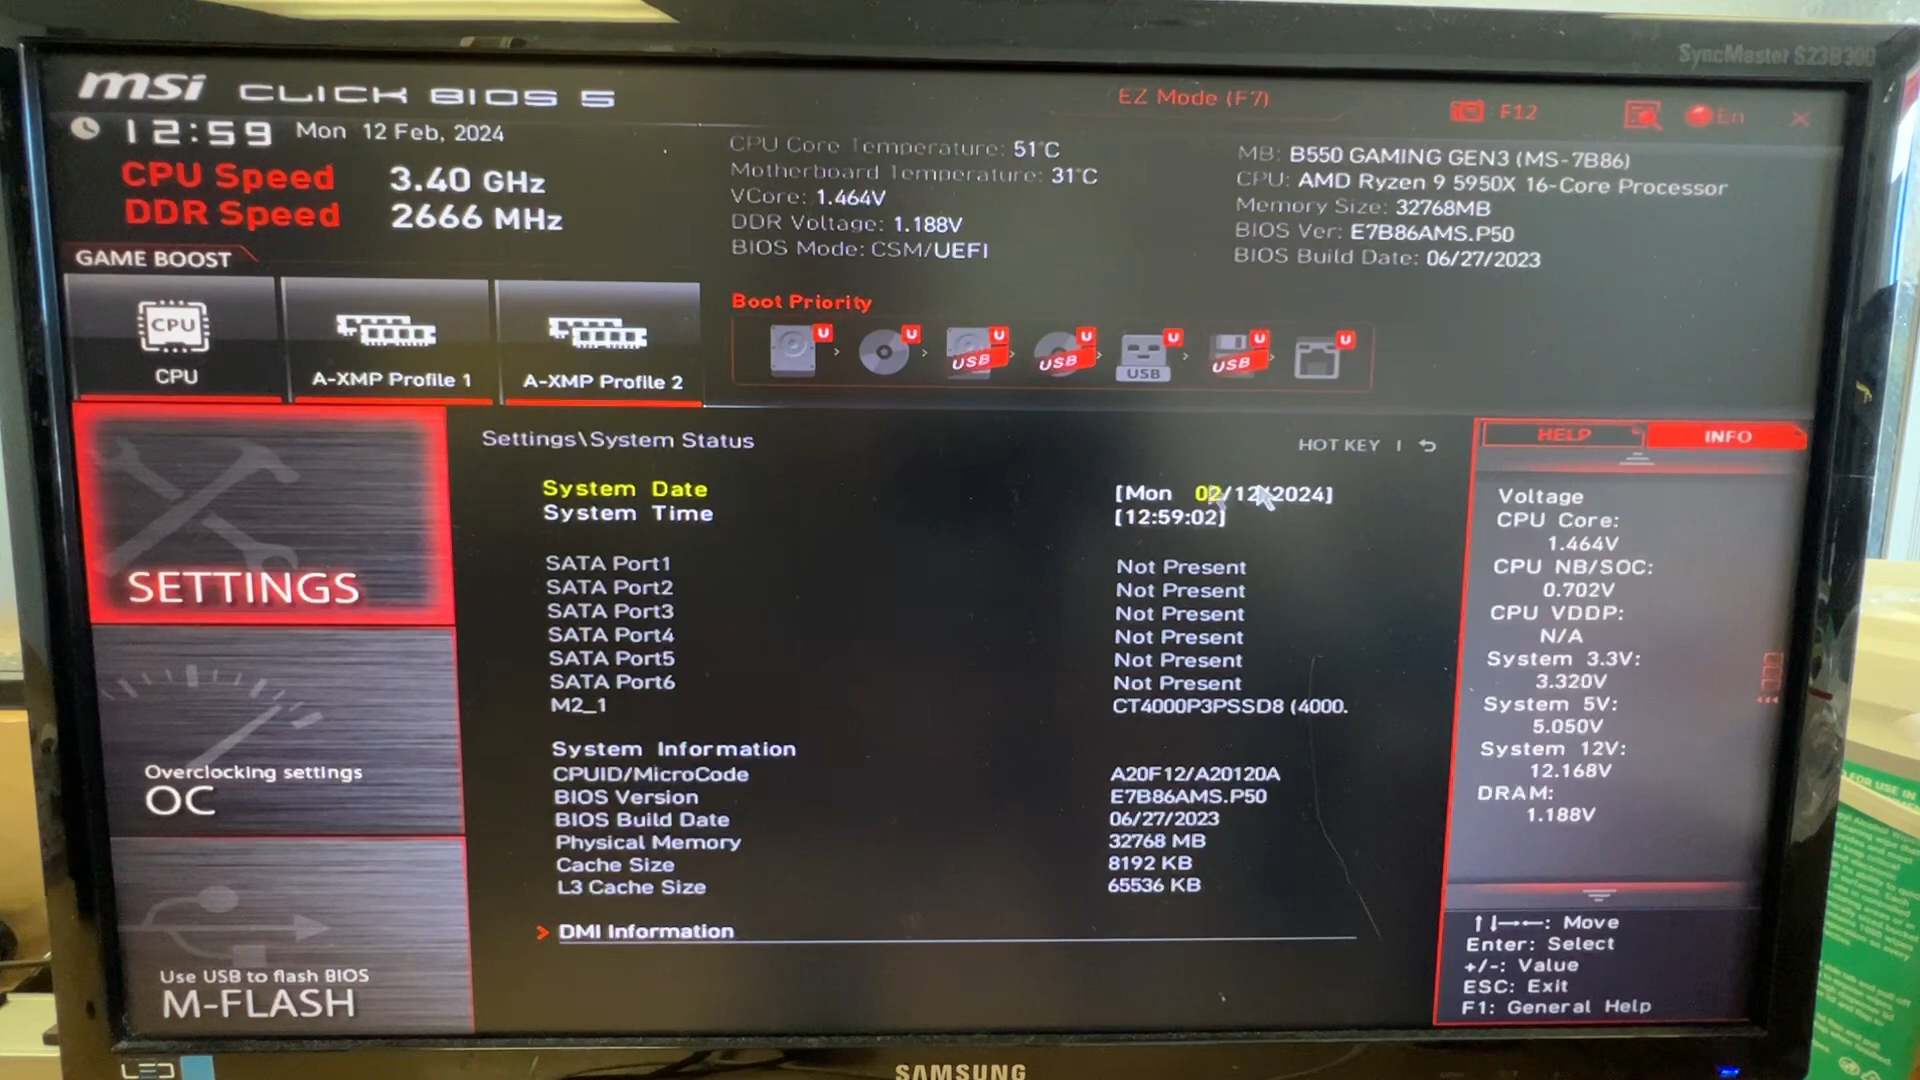 SyncMaster S23B300
msi CLICK BIOS 5
EZ Mode (F7)
F12
En
12:59 Mon 12 Feb, 2024
CPU Speed 3.40 GHz
DDR Speed 2666 MHz
CPU Core Temperature: 51°C
Motherboard Temperature: 31°C
VCore: 1.464V
DDR Voltage: 1.188V
BIOS Mode: CSM/UEFI
MB: B550 GAMING GEN3 (MS-7B86)
CPU: AMD Ryzen 9 5950X 16-Core Processor
Memory Size: 32768MB
BIOS Ver: E7B86AMS.P50
BIOS Build Date: 06/27/2023
GAME BOOST
CPU
CPU
A-XMP Profile 1
A-XMP Profile 2
Boot Priority
U U U U U U U
USB USB USB USB
SETTINGS
Overclocking settings
OC
Use USB to flash BIOS
M-FLASH
Settings\System Status
HOT KEY
System Date [Mon 02/12/2024]
System Time [12:59:02]
SATA Port1 Not Present
SATA Port2 Not Present
SATA Port3 Not Present
SATA Port4 Not Present
SATA Port5 Not Present
SATA Port6 Not Present
M2_1 CT4000P3PSSD8 (4000.
System Information
CPUID/MicroCode A20F12/A20120A
BIOS Version E7B86AMS.P50
BIOS Build Date 06/27/2023
Physical Memory 32768 MB
Cache Size 8192 KB
L3 Cache Size 65536 KB
> DMI Information
HELP
INFO
Voltage
CPU Core:
1.464V
CPU NB/SOC:
0.702V
CPU VDDP:
N/A
System 3.3V:
3.320V
System 5V:
5.050V
System 12V:
12.168V
DRAM:
1.188V
↑↓→←: Move
Enter: Select
+/-: Value
ESC: Exit
F1: General Help
LED
SAMSUNG
FOR USE IN